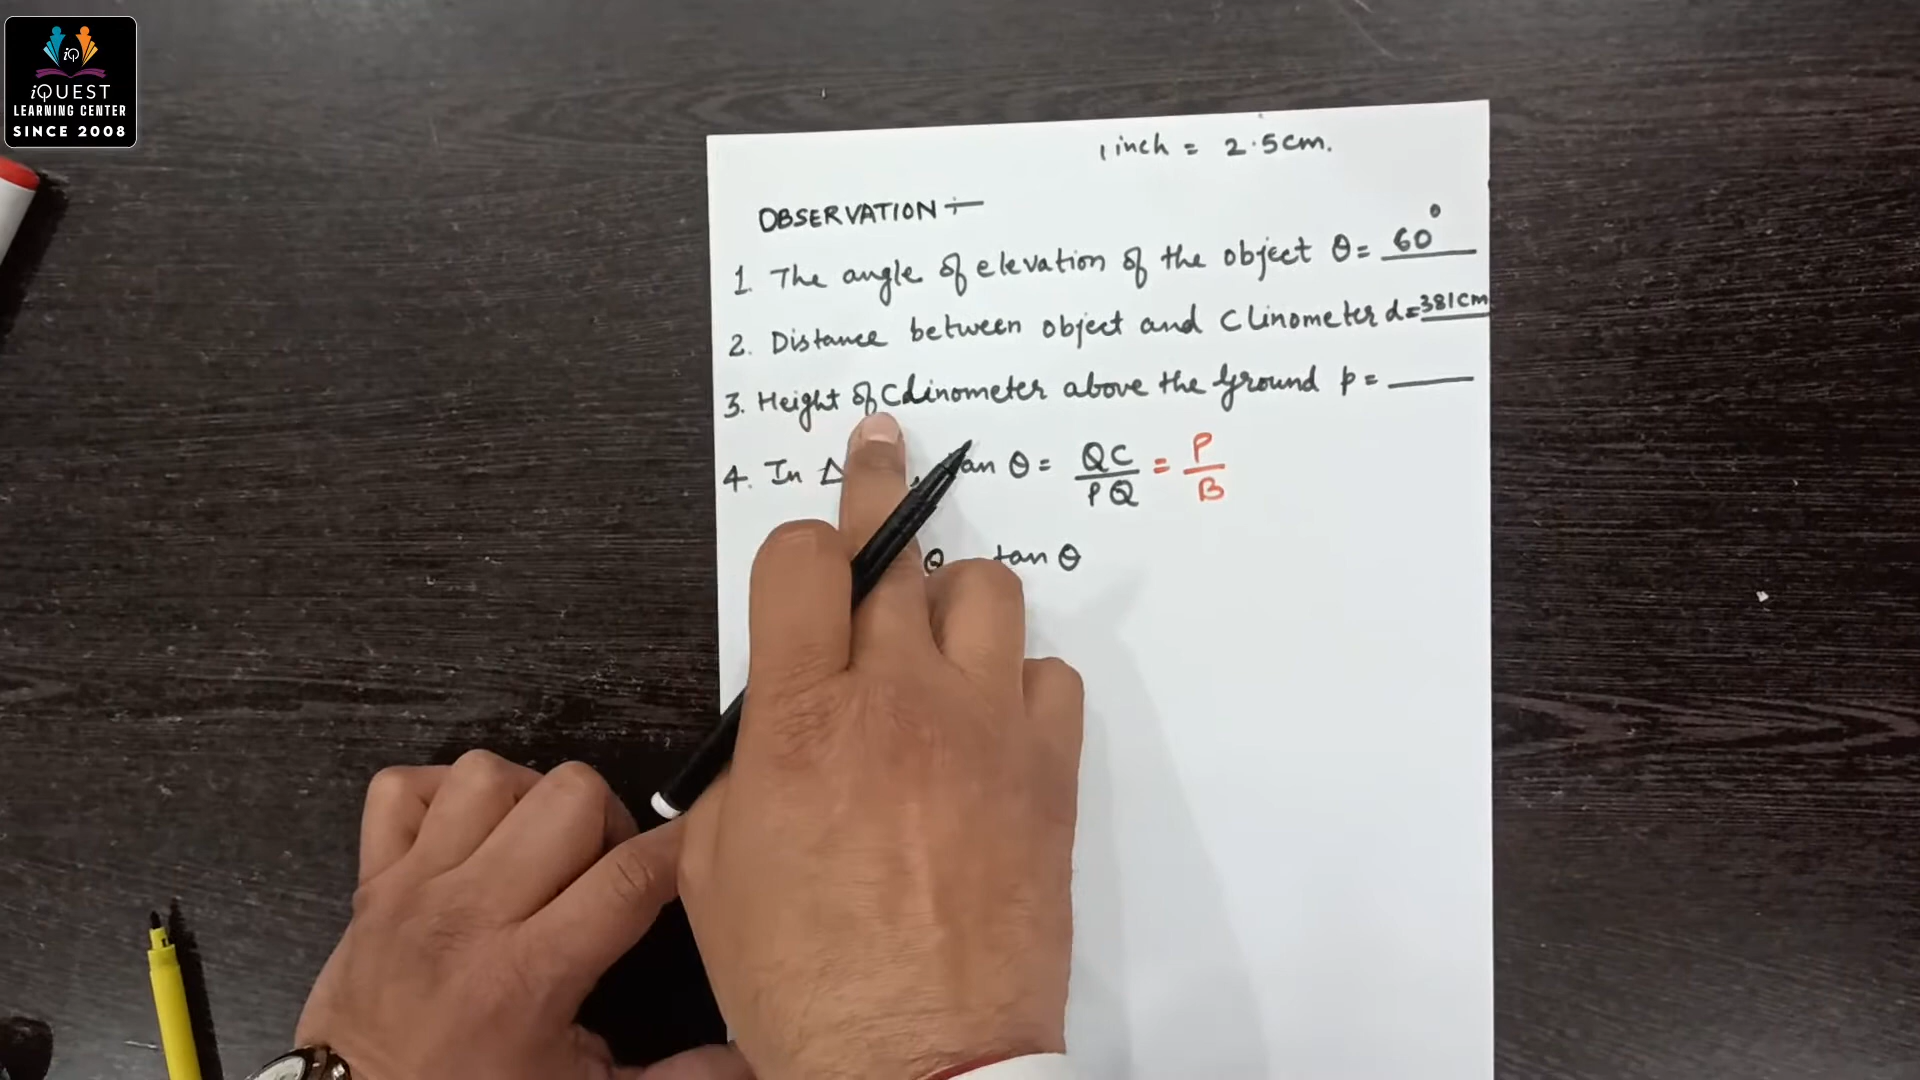 iQ
iQUEST
LEARNING CENTER
SINCE 2008
1 inch = 2.5cm.
OBSERVATION :-
1. The angle of elevation of the object θ = 60°
2. Distance between object and Clinometer d = 381cm
3. Height of Clinometer above the Ground p =
4. In Δ , tan θ = QC/PQ = P/B
Q tan θ